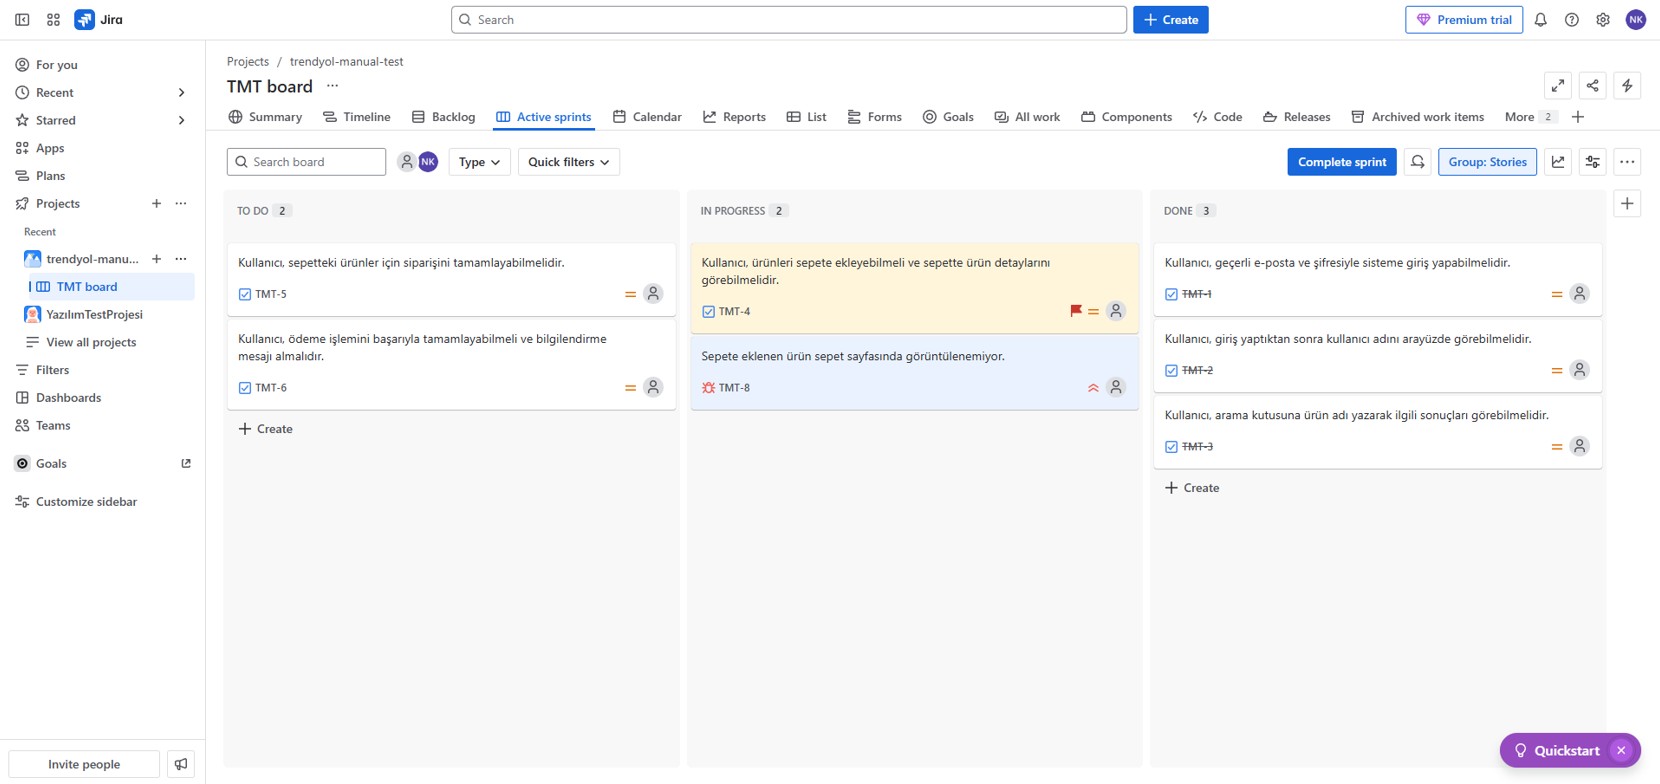 Jira
Search
Create
Premium trial
NK
For you
Recent
Starred
Apps
Plans
Projects
Recent
trendyol-manu...
TMT board
YazılımTestProjesi
View all projects
Filters
Dashboards
Teams
Goals
Customize sidebar
Invite people
Projects / trendyol-manual-test
TMT board
Summary
Timeline
Backlog
Active sprints
Calendar
Reports
List
Forms
Goals
All work
Components
Code
Releases
Archived work items
More 2
Search board
NK
Type
Quick filters
Complete sprint
Group: Stories
TO DO 2
Kullanıcı, sepetteki ürünler için siparişini tamamlayabilmelidir.
TMT-5
Kullanıcı, ödeme işlemini başarıyla tamamlayabilmeli ve bilgilendirme
mesajı almalıdır.
TMT-6
Create
IN PROGRESS 2
Kullanıcı, ürünleri sepete ekleyebilmeli ve sepette ürün detaylarını
görebilmelidir.
TMT-4
Sepete eklenen ürün sepet sayfasında görüntülenemiyor.
TMT-8
DONE 3
Kullanıcı, geçerli e-posta ve şifresiyle sisteme giriş yapabilmelidir.
TMT-1
Kullanıcı, giriş yaptıktan sonra kullanıcı adını arayüzde görebilmelidir.
TMT-2
Kullanıcı, arama kutusuna ürün adı yazarak ilgili sonuçları görebilmelidir.
TMT-3
Create
Quickstart